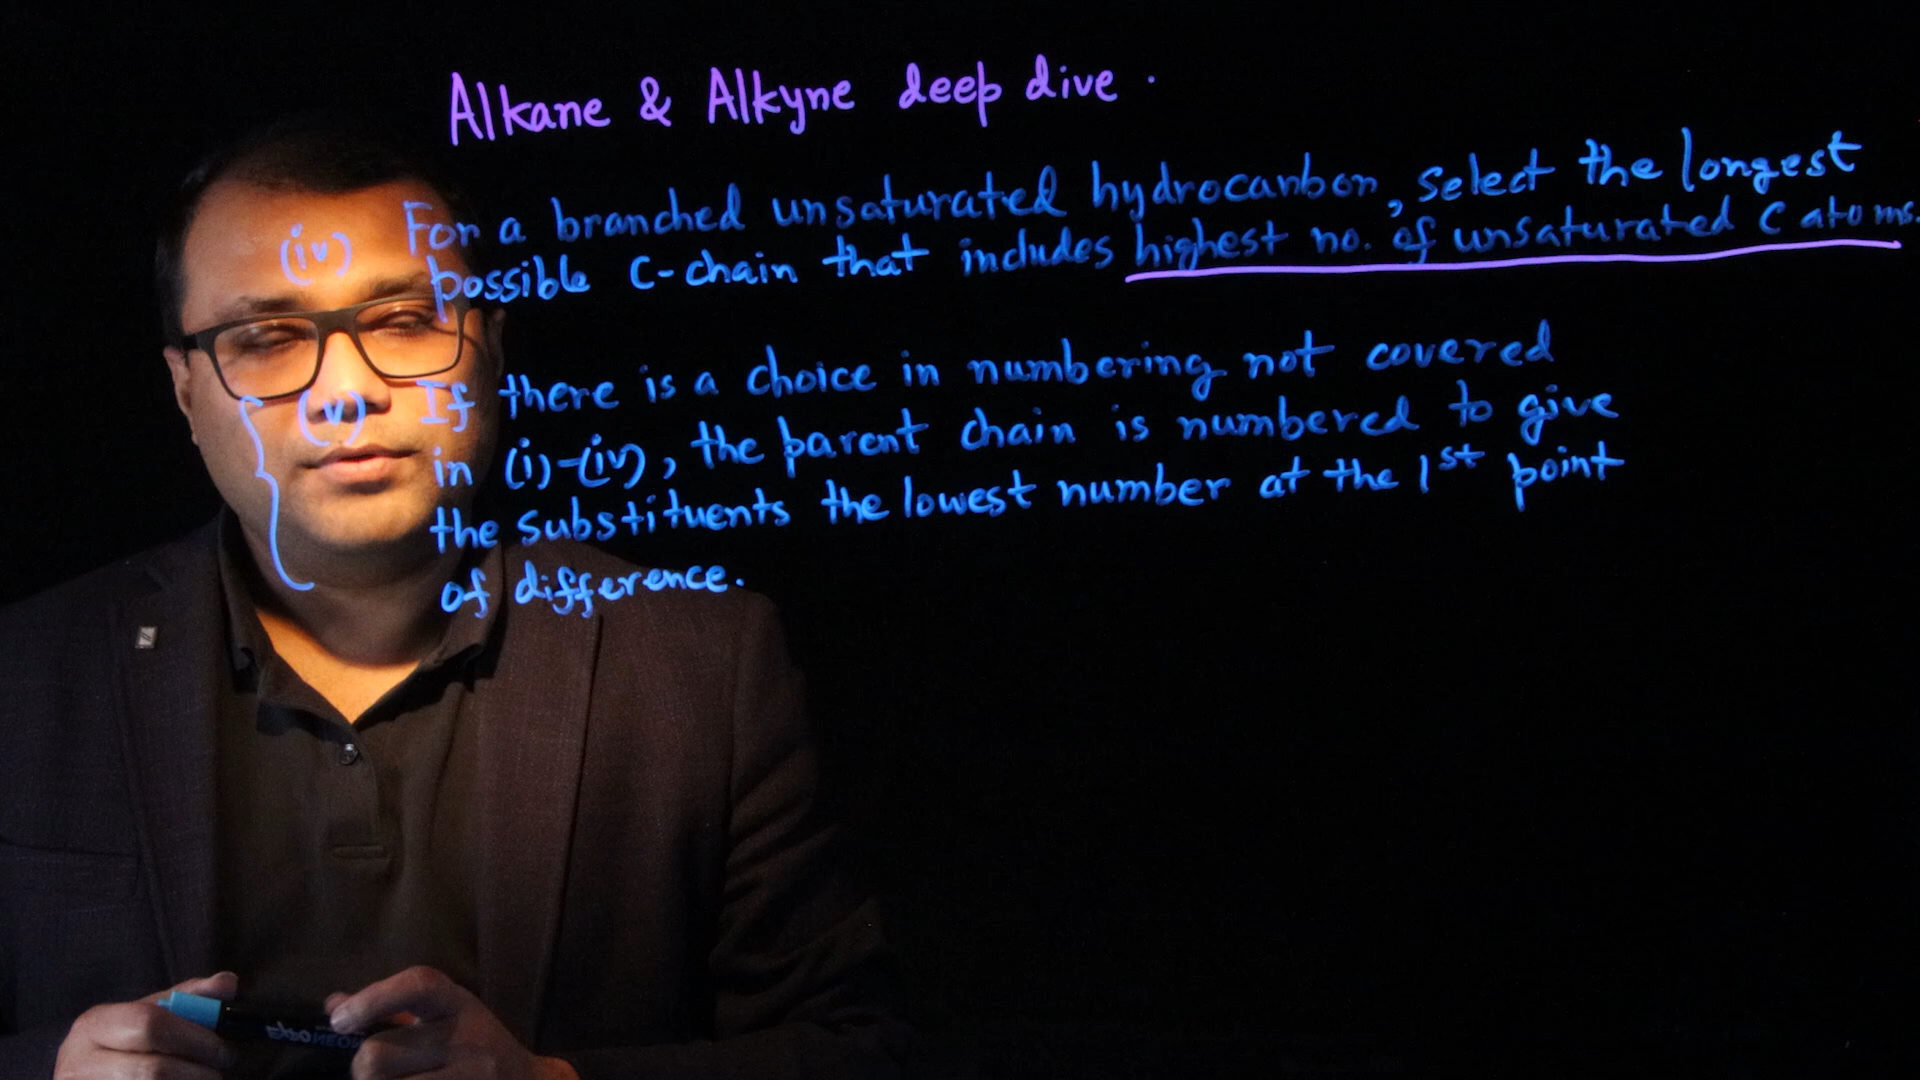 Alkane & Alkyne deep dive.
(iv) For a branched unsaturated hydrocarbon, select the longest
possible C-chain that includes highest no. of unsaturated C atoms.
(v) If there is a choice in numbering not covered
in (i)-(iv), the parent chain is numbered to give
the substituents the lowest number at the 1st point
of difference.